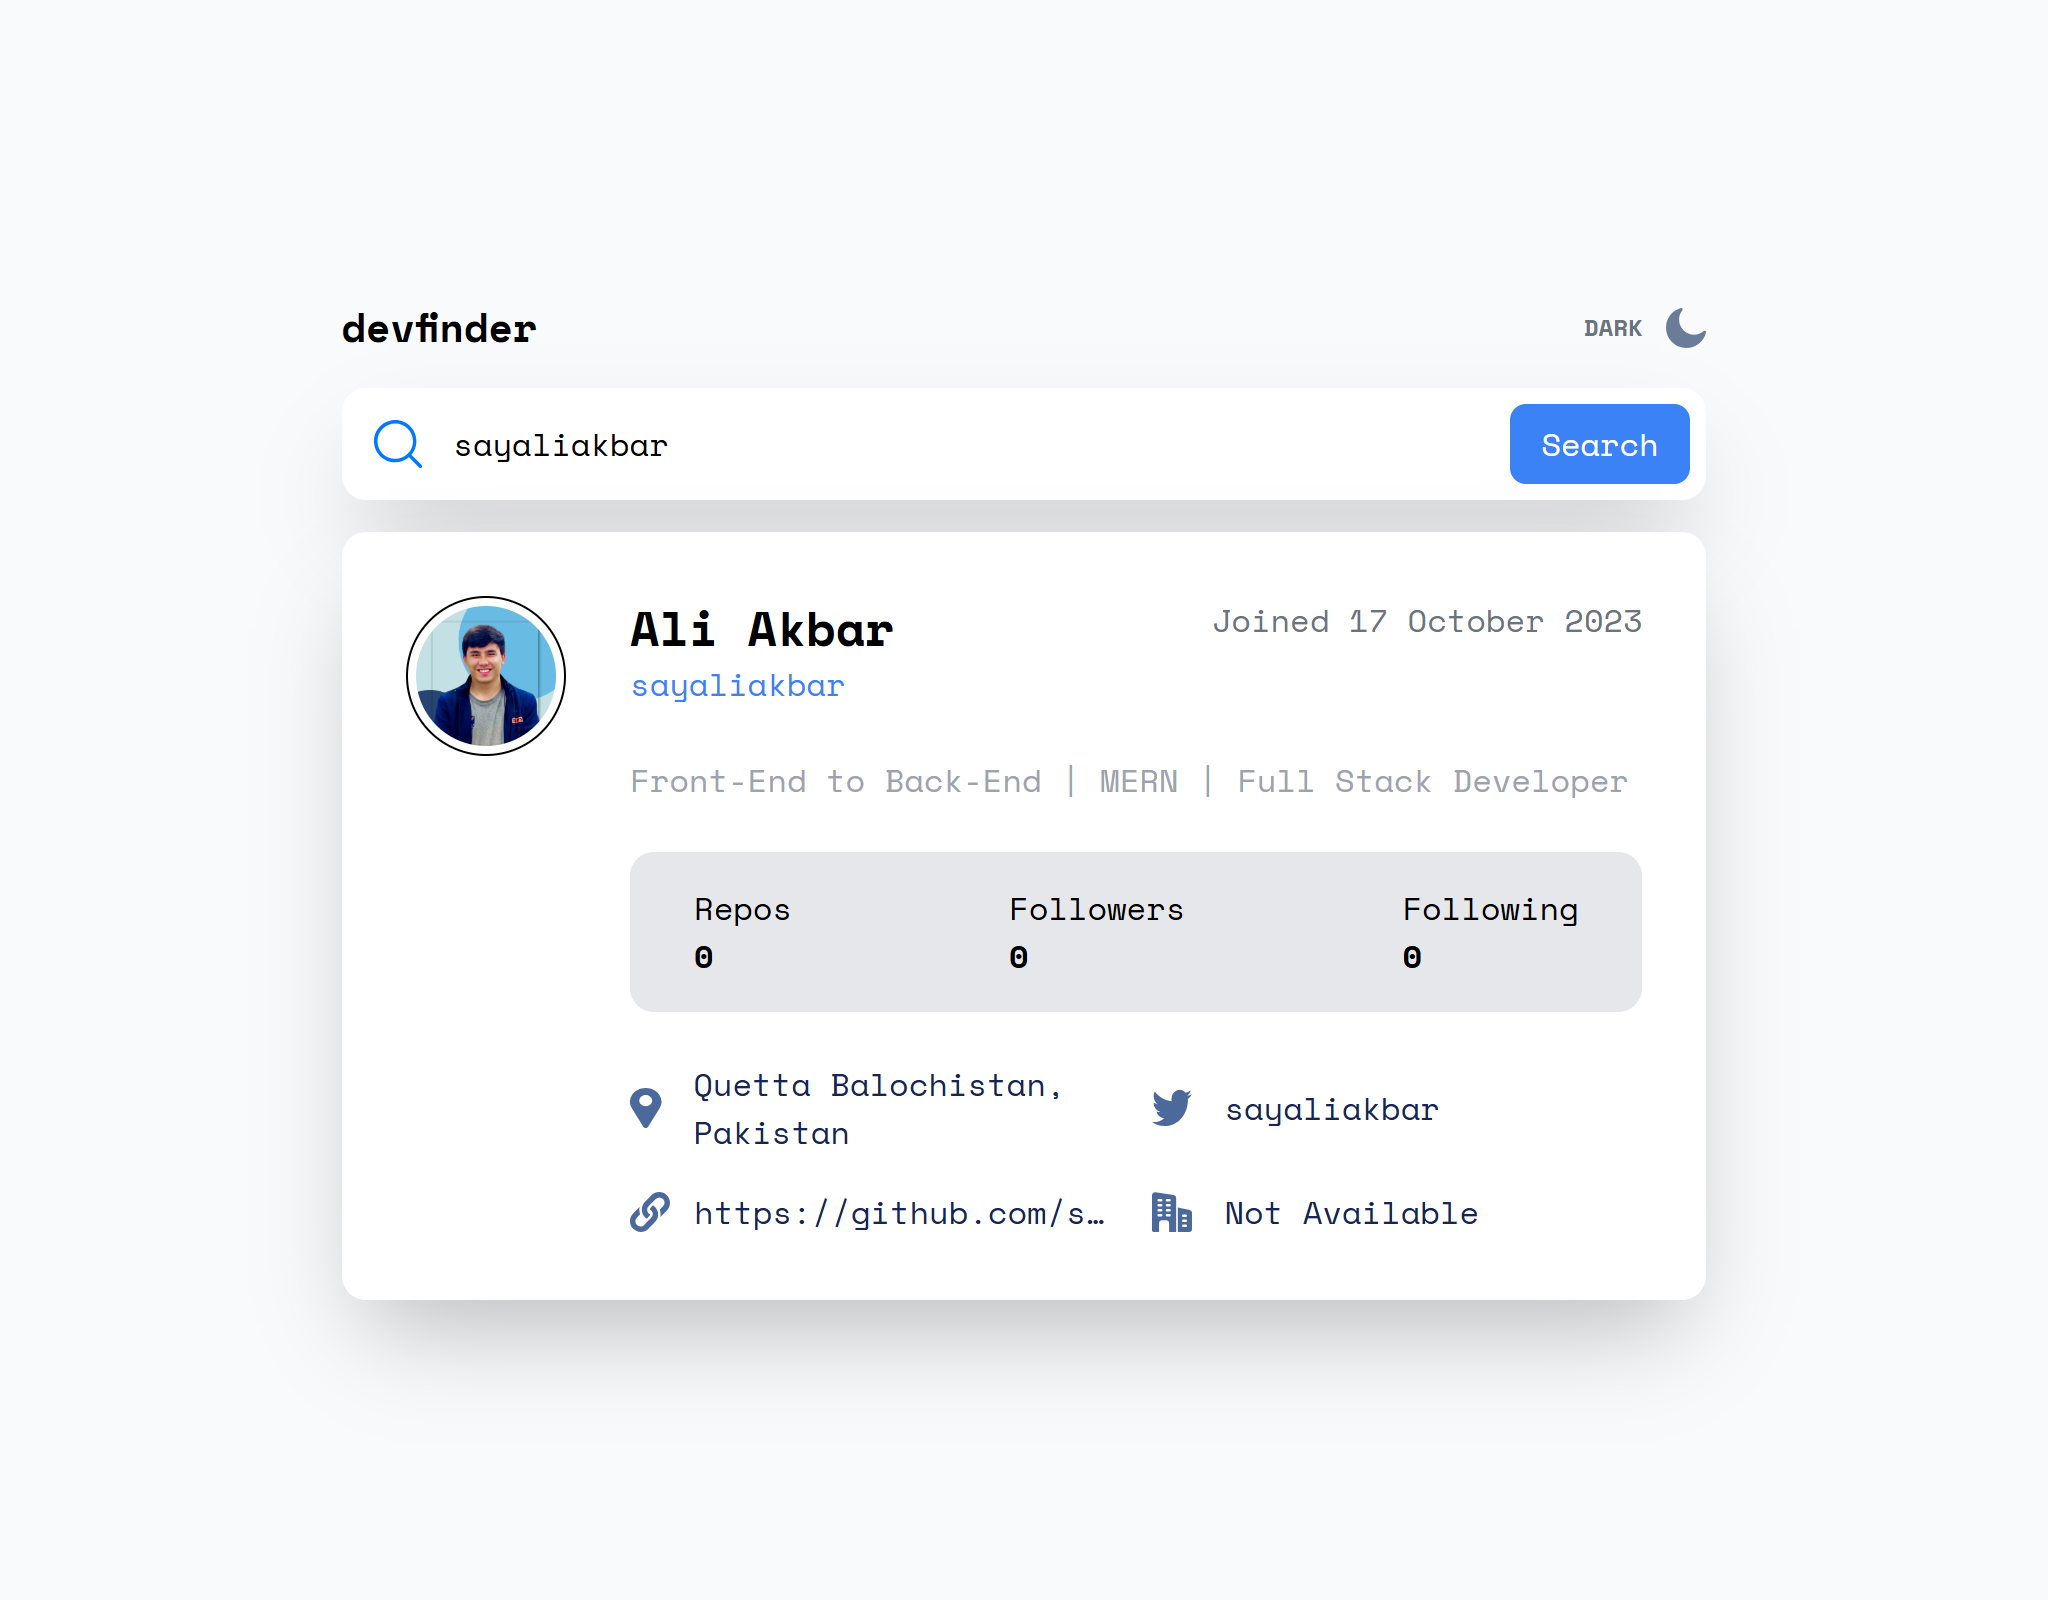 devfinder
DARK
sayaliakbar
Search
Ali Akbar
Joined 17 October 2023
sayaliakbar
Front-End to Back-End | MERN | Full Stack Developer
Repos
Followers
Following
0
0
0
Quetta Balochistan,
Pakistan
sayaliakbar
https://github.com/s…
Not Available